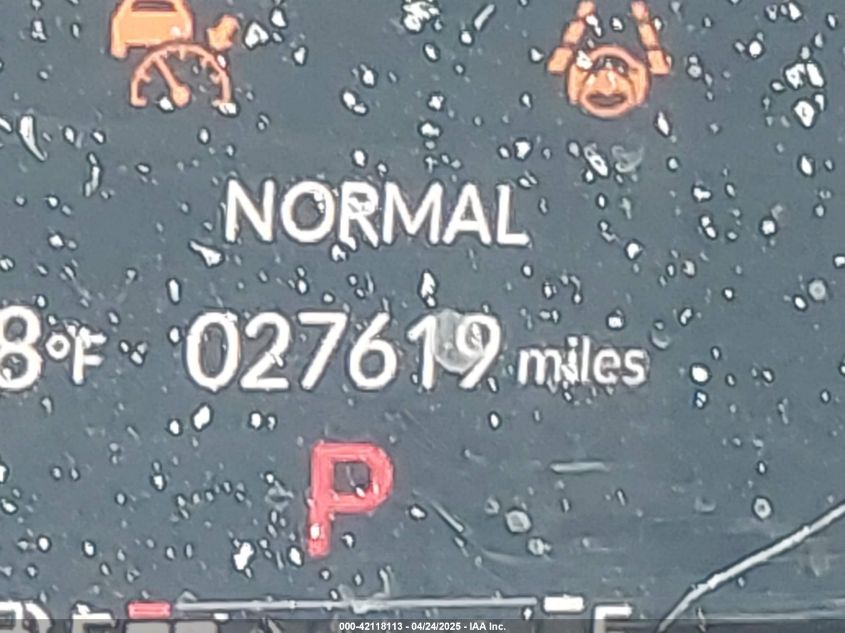 NORMAL
8°F 027619 miles
P
F
000-42118113 - 04/24/2025 - IAA Inc.